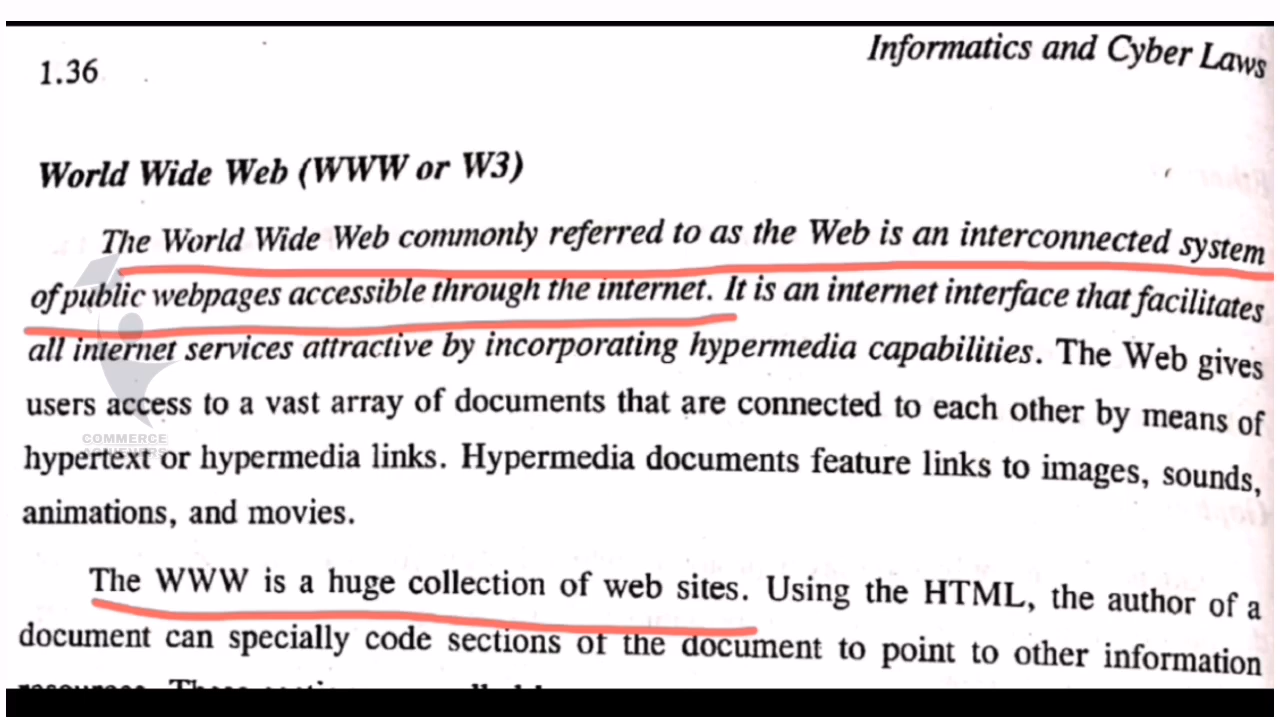 1.36
Informatics and Cyber Laws
World Wide Web (WWW or W3)
The World Wide Web commonly referred to as the Web is an interconnected system
of public webpages accessible through the internet. It is an internet interface that facilitates
all internet services attractive by incorporating hypermedia capabilities. The Web gives
users access to a vast array of documents that are connected to each other by means of
COMMERCE
hypertext or hypermedia links. Hypermedia documents feature links to images, sounds,
animations, and movies.
The WWW is a huge collection of web sites. Using the HTML, the author of a
document can specially code sections of the document to point to other information